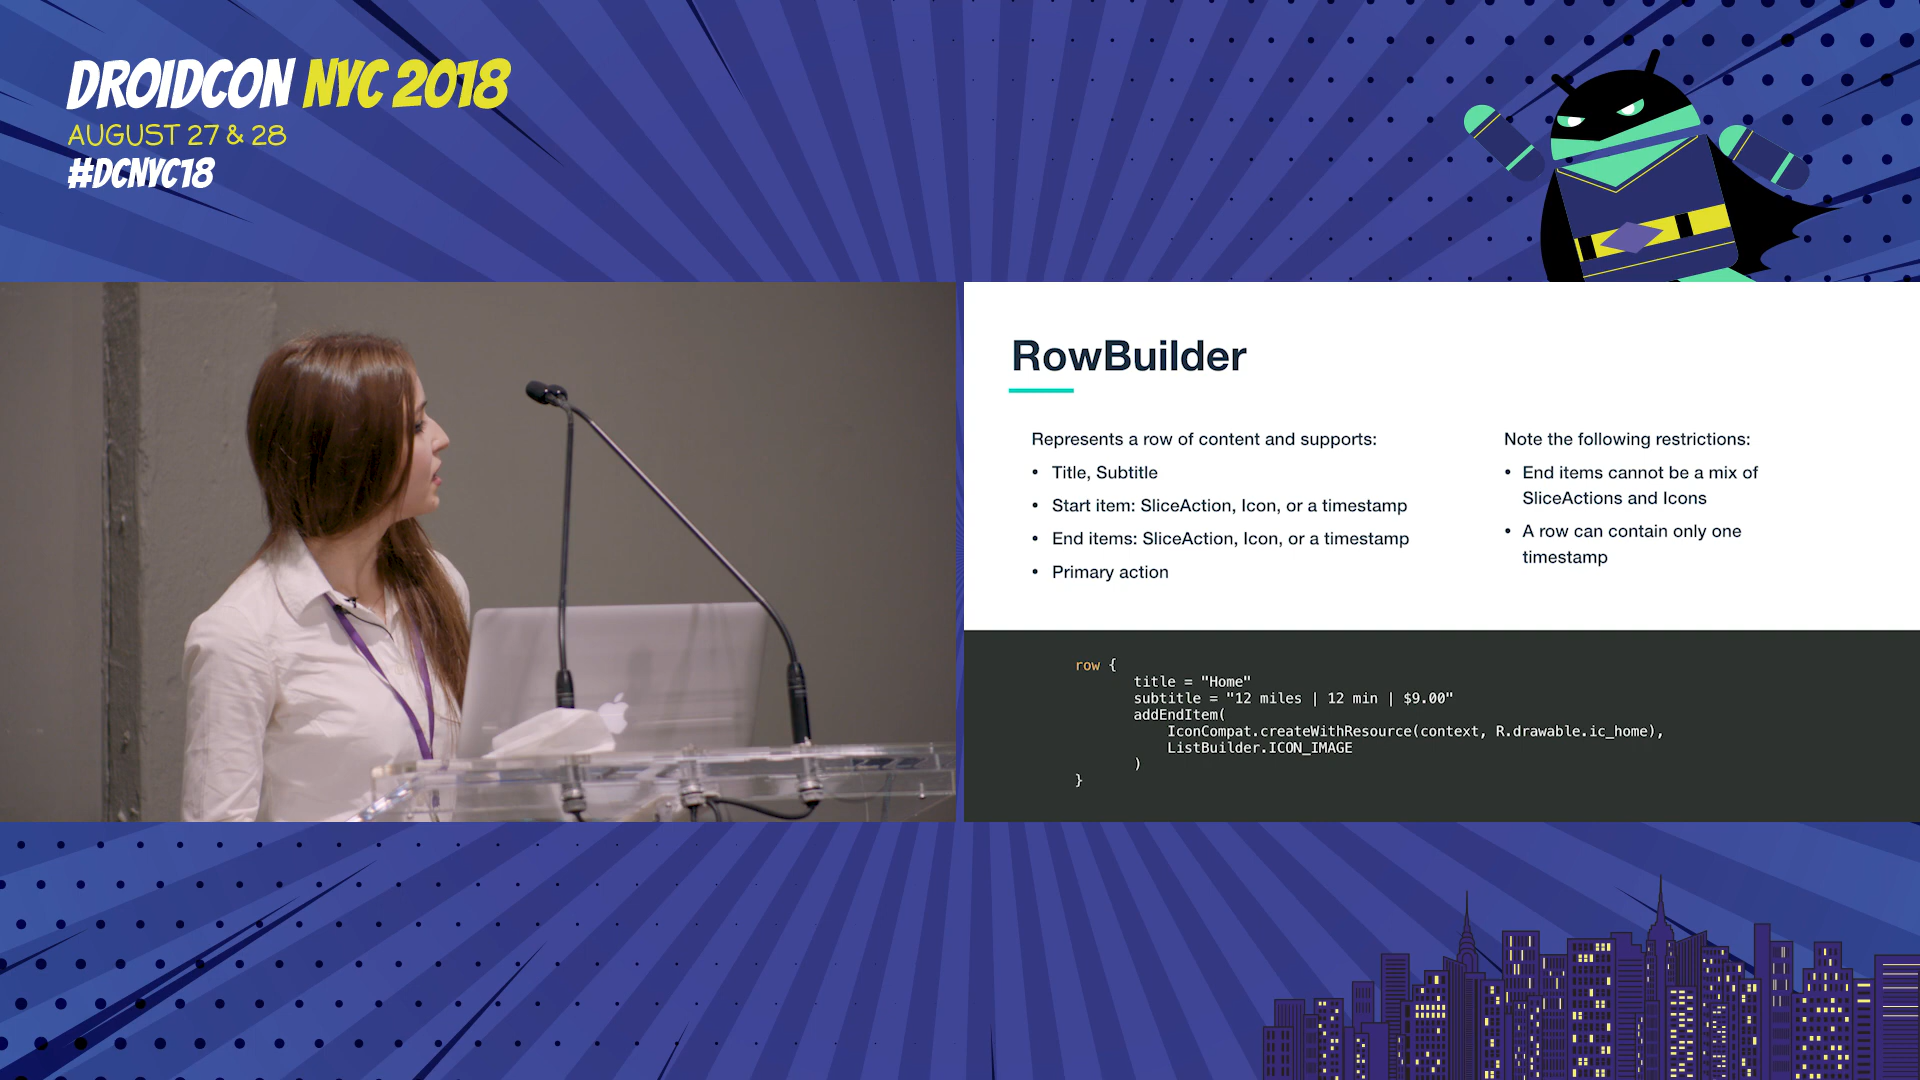 DROIDCON NYC 2018
AUGUST 27 & 28
#DCNYC18
RowBuilder
Represents a row of content and supports:
• Title, Subtitle
• Start item: SliceAction, Icon, or a timestamp
• End items: SliceAction, Icon, or a timestamp
• Primary action
Note the following restrictions:
• End items cannot be a mix of
SliceActions and Icons
• A row can contain only one
timestamp
row {
title = "Home"
subtitle = "12 miles | 12 min | $9.00"
addEndItem(
IconCompat.createWithResource(context, R.drawable.ic_home),
ListBuilder.ICON_IMAGE
)
}